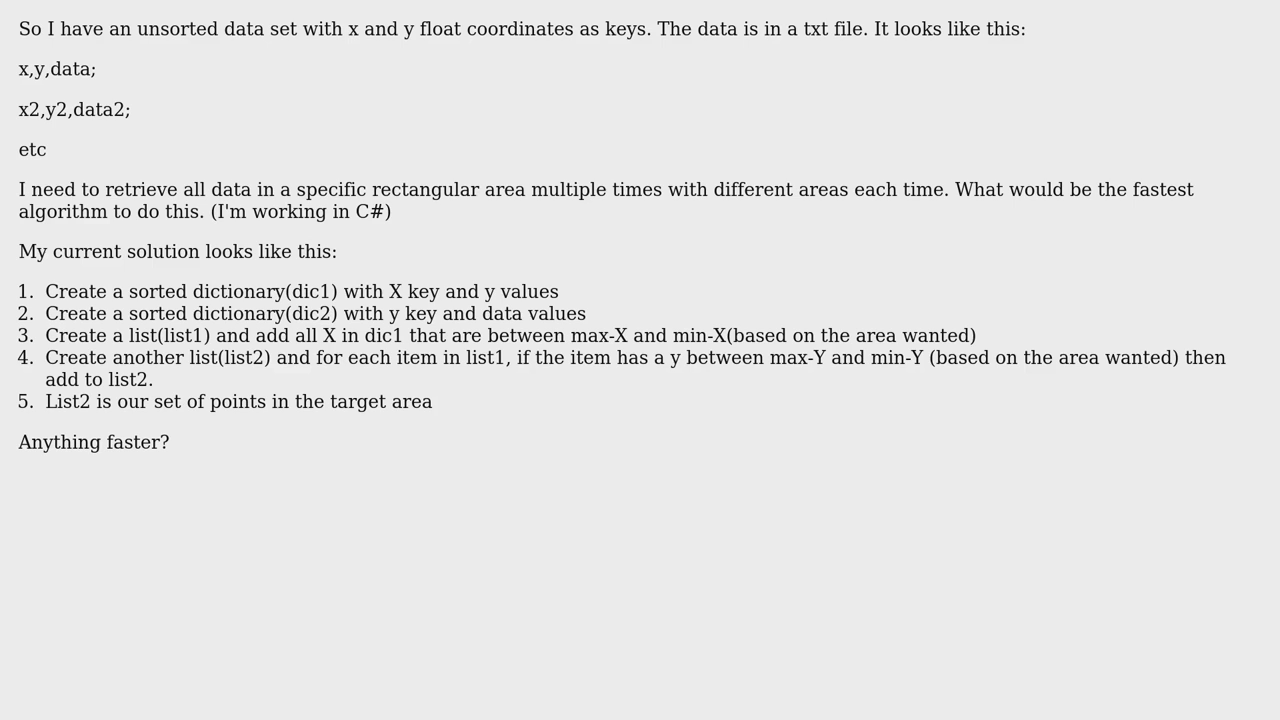 So I have an unsorted data set with x and y float coordinates as keys. The data is in a txt file. It looks like this:
x,y,data;
x2,y2,data2;
etc
I need to retrieve all data in a specific rectangular area multiple times with different areas each time. What would be the fastest
algorithm to do this. (I'm working in C#)
My current solution looks like this:
1. Create a sorted dictionary(dic1) with X key and y values
2. Create a sorted dictionary(dic2) with y key and data values
3. Create a list(list1) and add all X in dic1 that are between max-X and min-X(based on the area wanted)
4. Create another list(list2) and for each item in list1, if the item has a y between max-Y and min-Y (based on the area wanted) then
add to list2.
5. List2 is our set of points in the target area
Anything faster?